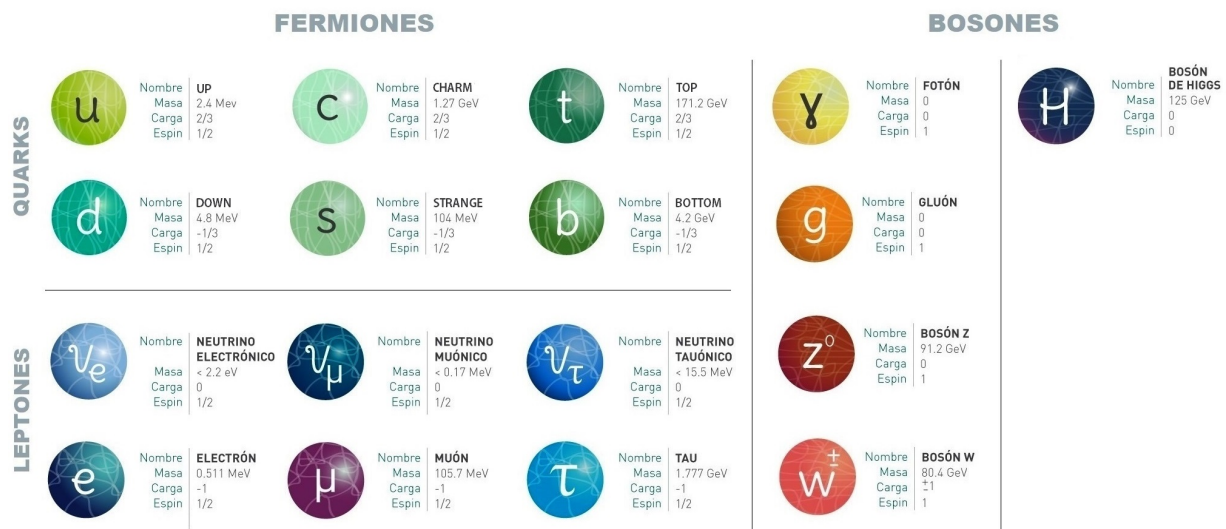 FERMIONES
BOSONES
QUARKS
u
Nombre UP
Masa 2.4 Mev
Carga 2/3
Espin 1/2
c
Nombre CHARM
Masa 1.27 GeV
Carga 2/3
Espin 1/2
t
Nombre TOP
Masa 171.2 GeV
Carga 2/3
Espin 1/2
γ
Nombre FOTÓN
Masa 0
Carga 0
Espin 1
H
Nombre BOSÓN
DE HIGGS
Masa 125 GeV
Carga 0
Espin 0
d
Nombre DOWN
Masa 4.8 MeV
Carga -1/3
Espin 1/2
s
Nombre STRANGE
Masa 104 MeV
Carga -1/3
Espin 1/2
b
Nombre BOTTOM
Masa 4.2 GeV
Carga -1/3
Espin 1/2
g
Nombre GLUÓN
Masa 0
Carga 0
Espin 1
LEPTONES
νe
Nombre NEUTRINO
ELECTRÓNICO
Masa < 2.2 eV
Carga 0
Espin 1/2
νμ
Nombre NEUTRINO
MUÓNICO
Masa < 0.17 MeV
Carga 0
Espin 1/2
ντ
Nombre NEUTRINO
TAUÓNICO
Masa < 15.5 MeV
Carga 0
Espin 1/2
Z⁰
Nombre BOSÓN Z
Masa 91.2 GeV
Carga 0
Espin 1
e
Nombre ELECTRÓN
Masa 0.511 MeV
Carga -1
Espin 1/2
μ
Nombre MUÓN
Masa 105.7 MeV
Carga -1
Espin 1/2
τ
Nombre TAU
Masa 1.777 GeV
Carga -1
Espin 1/2
W±
Nombre BOSÓN W
Masa 80.4 GeV
Carga ±1
Espin 1